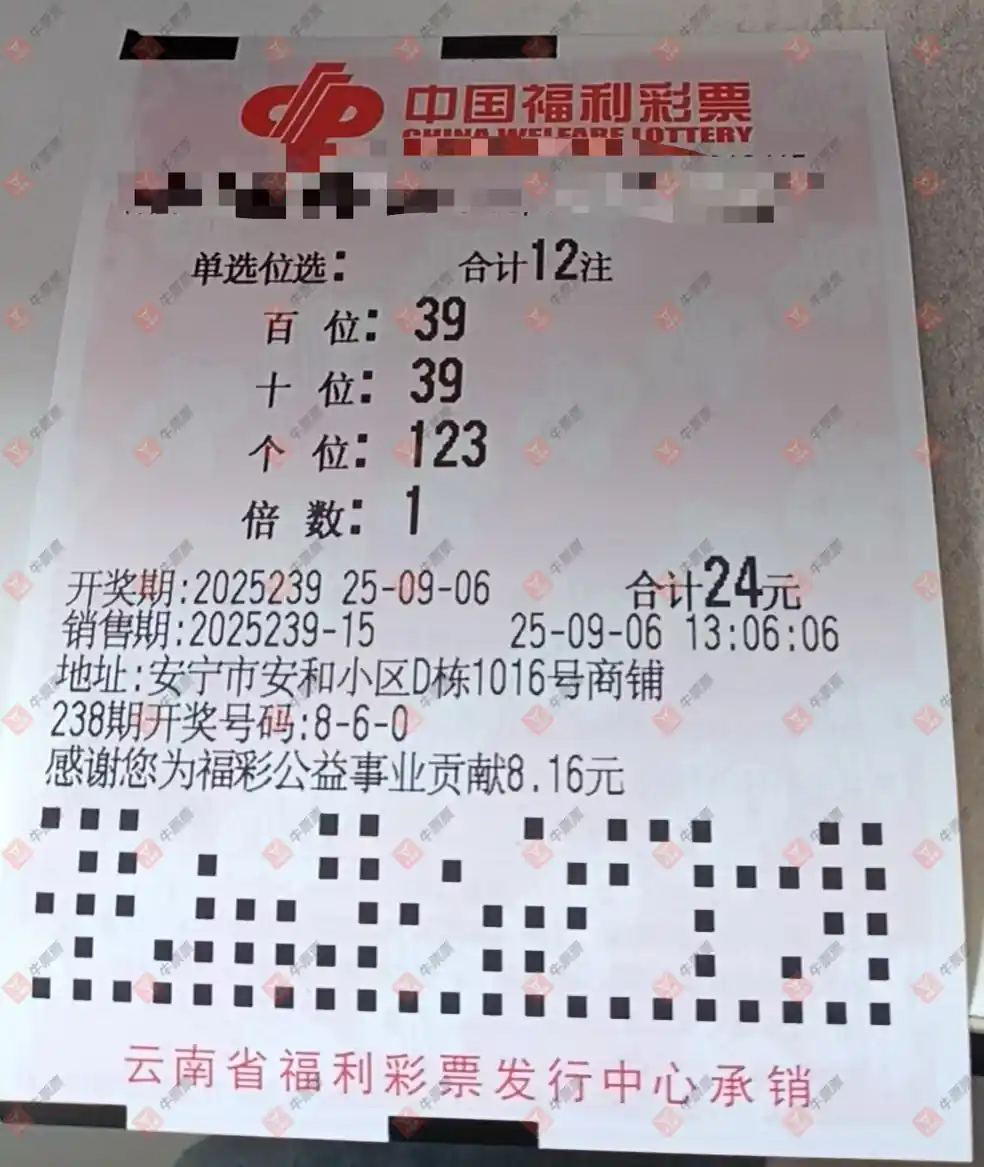 中国福利彩票
CHINA WELFARE LOTTERY
单选位选: 合计12注
百 位: 39
十 位: 39
个 位: 123
倍 数: 1
开奖期:2025239 25-09-06 合计24元
销售期:2025239-15 25-09-06 13:06:06
地址:安宁市安和小区D栋1016号商铺
238期开奖号码:8-6-0
感谢您为福彩公益事业贡献8.16元
云南省福利彩票发行中心承销
牛票票